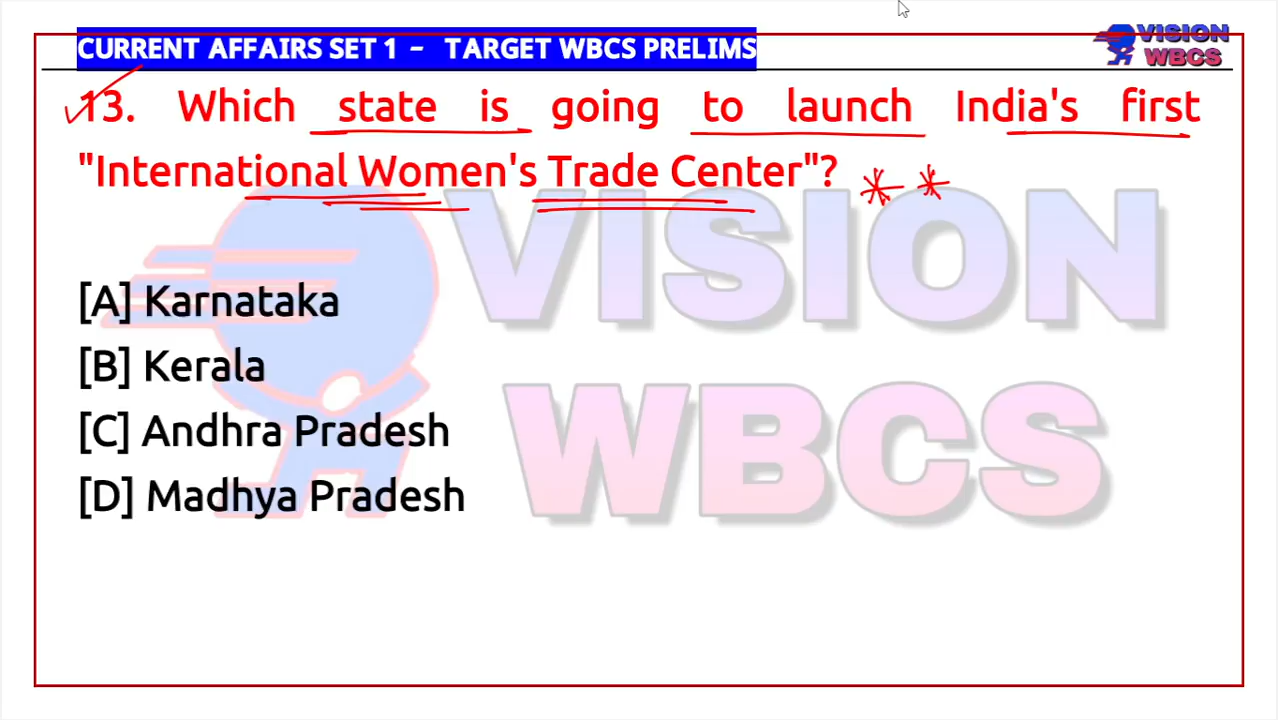 CURRENT AFFAIRS SET 1 – TARGET WBCS PRELIMS
VISION
WBCS
13. Which state is going to launch India's first
"International Women's Trade Center"?
VISION
WBCS
[A] Karnataka
[B] Kerala
[C] Andhra Pradesh
[D] Madhya Pradesh